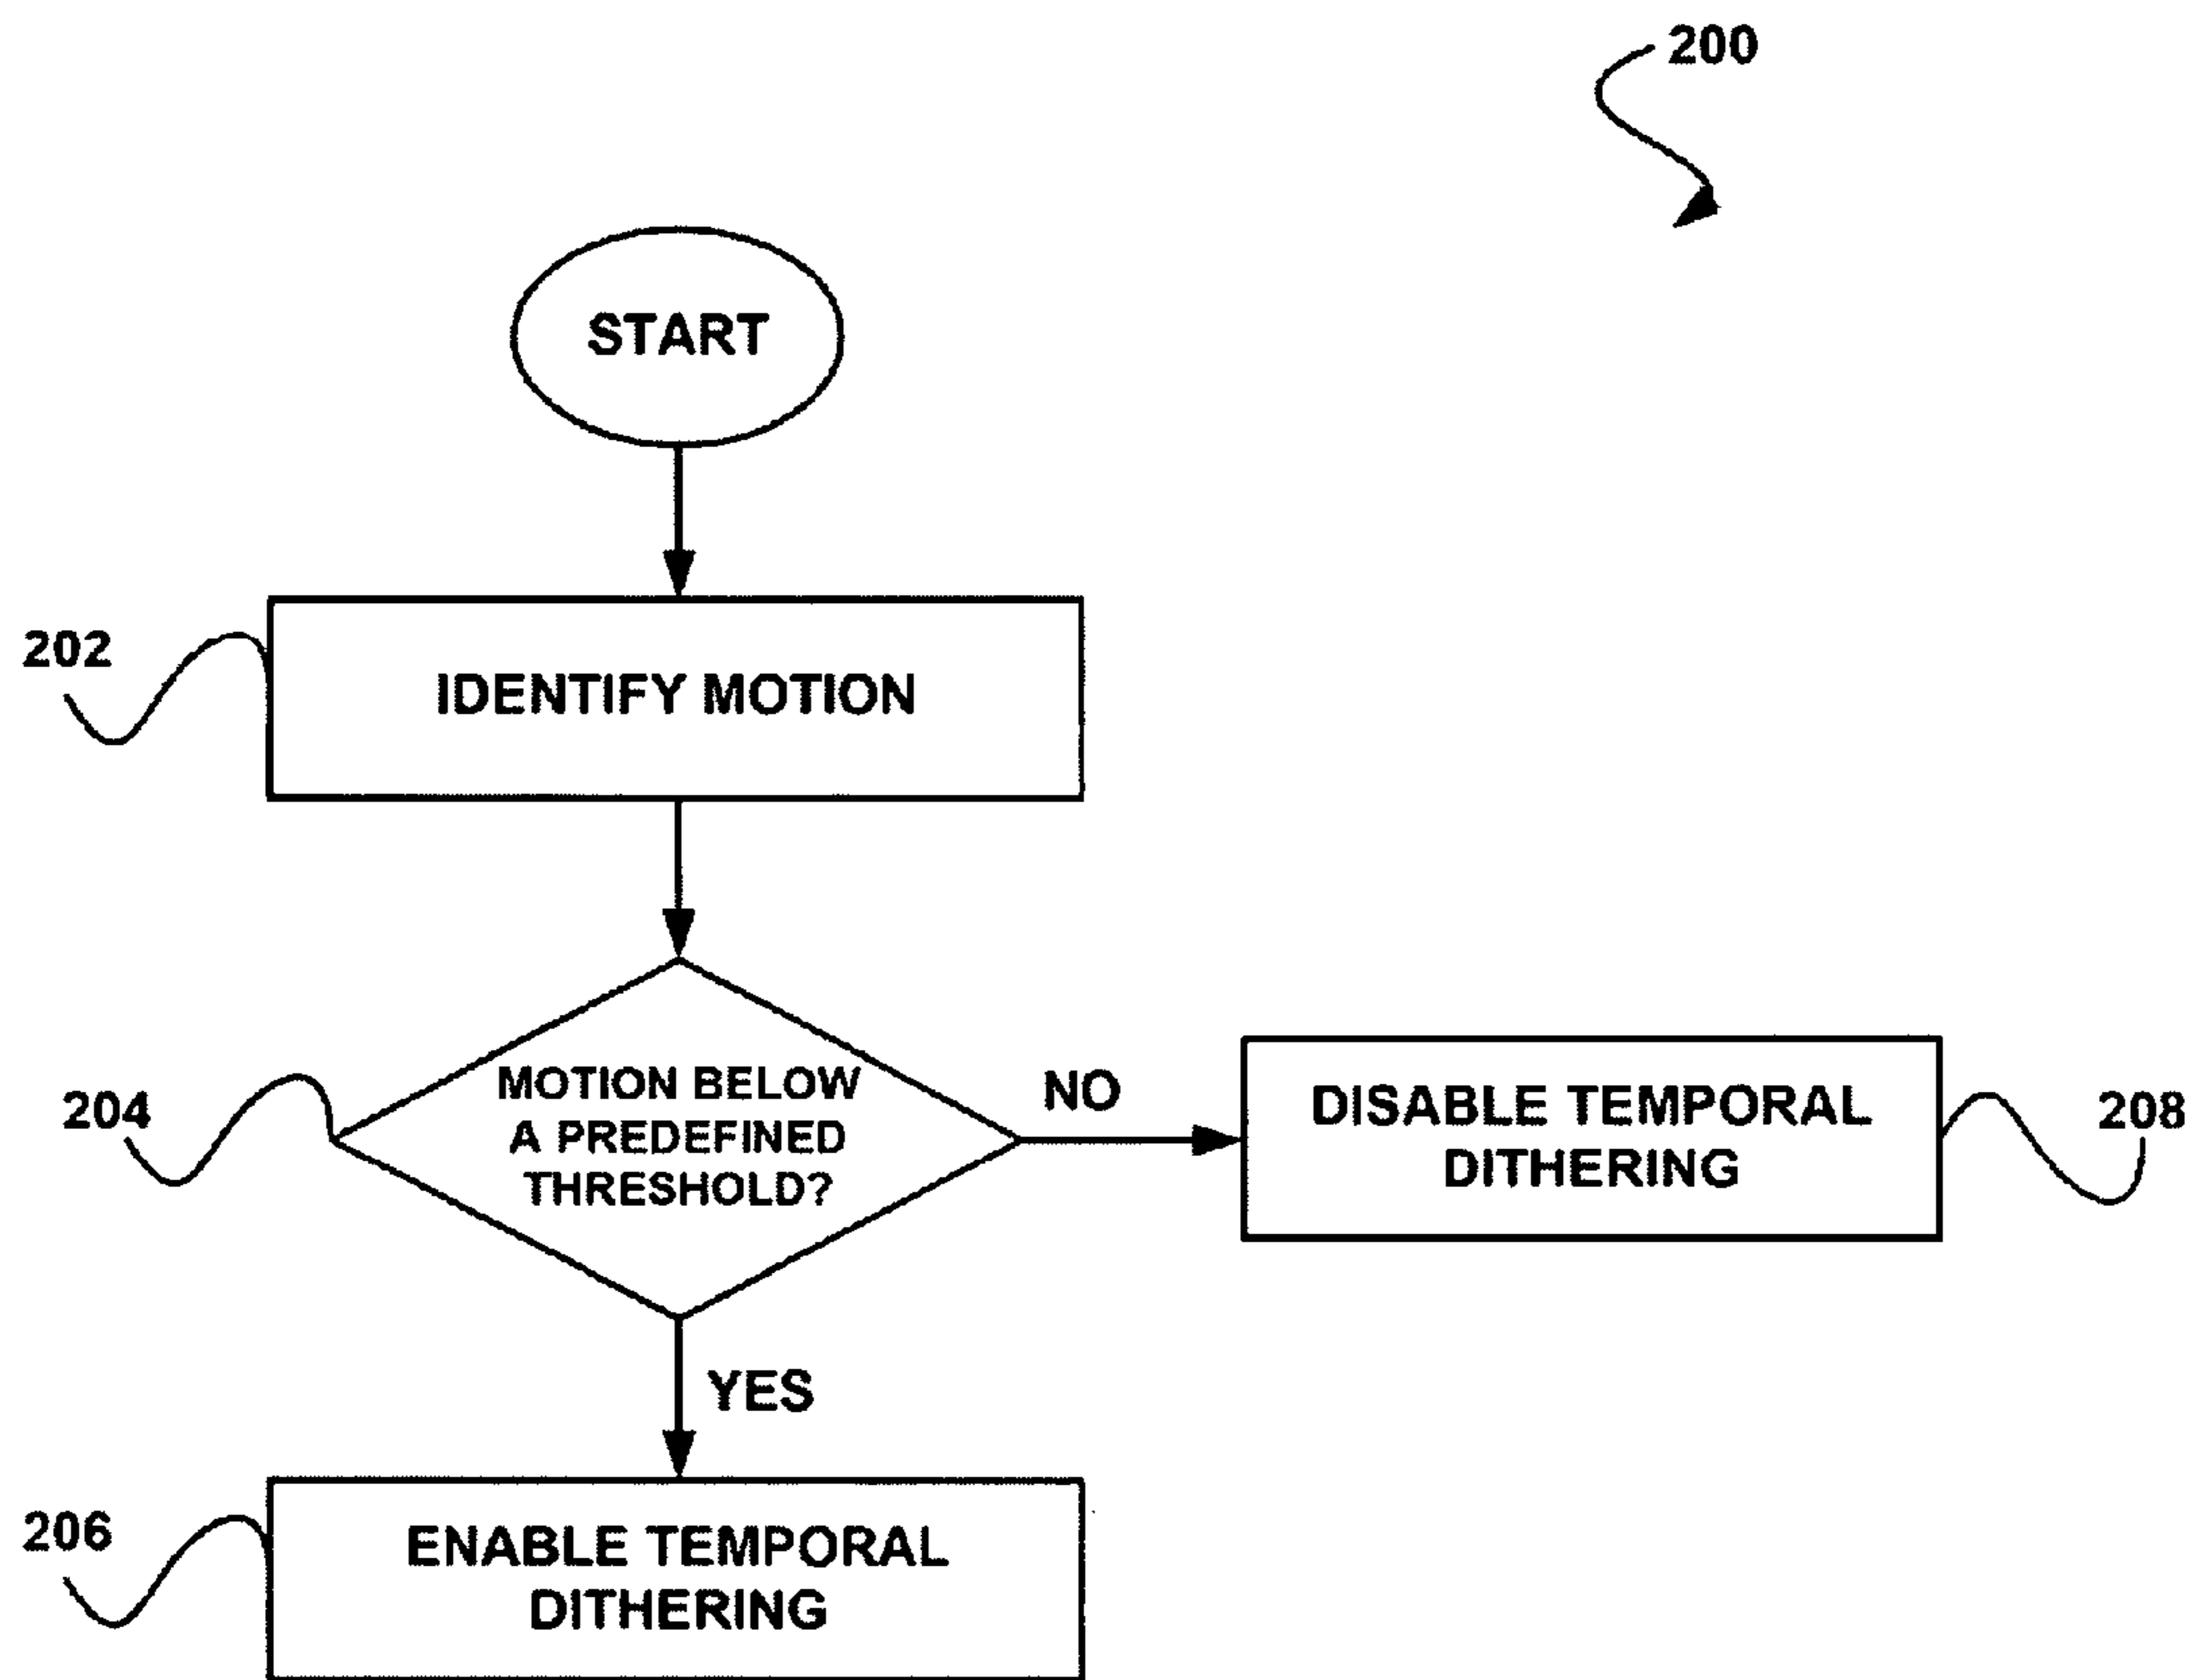 200
START
202
IDENTIFY MOTION
204
MOTION BELOW
A PREDEFINED
THRESHOLD?
NO
DISABLE TEMPORAL
DITHERING
208
YES
206
ENABLE TEMPORAL
DITHERING